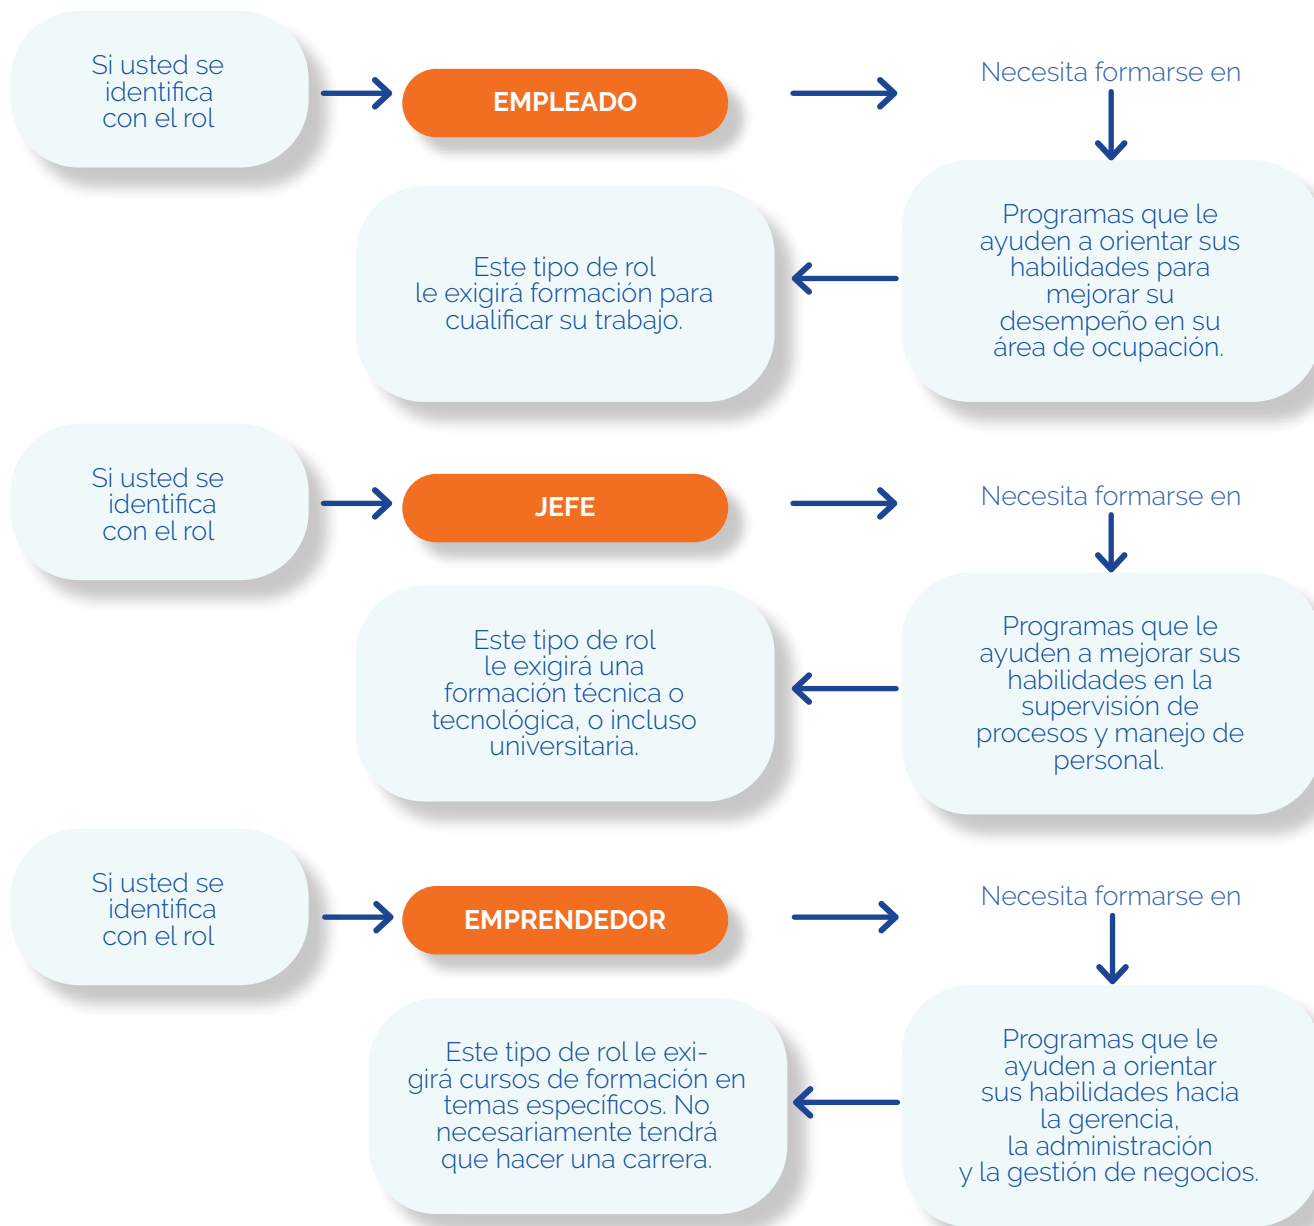 Si usted se
identifica
con el rol
EMPLEADO
Necesita formarse en
Programas que le
ayuden a orientar sus
habilidades para
mejorar su
desempeño en su
área de ocupación.
Este tipo de rol
le exigirá formación para
cualificar su trabajo.
Si usted se
identifica
con el rol
JEFE
Necesita formarse en
Programas que le
ayuden a mejorar sus
habilidades en la
supervisión de
procesos y manejo de
personal.
Este tipo de rol
le exigirá una
formación técnica o
tecnológica, o incluso
universitaria.
Si usted se
identifica
con el rol
EMPRENDEDOR
Necesita formarse en
Programas que le
ayuden a orientar
sus habilidades hacia
la gerencia,
la administración
y la gestión de negocios.
Este tipo de rol le exi-
girá cursos de formación en
temas específicos. No
necesariamente tendrá
que hacer una carrera.